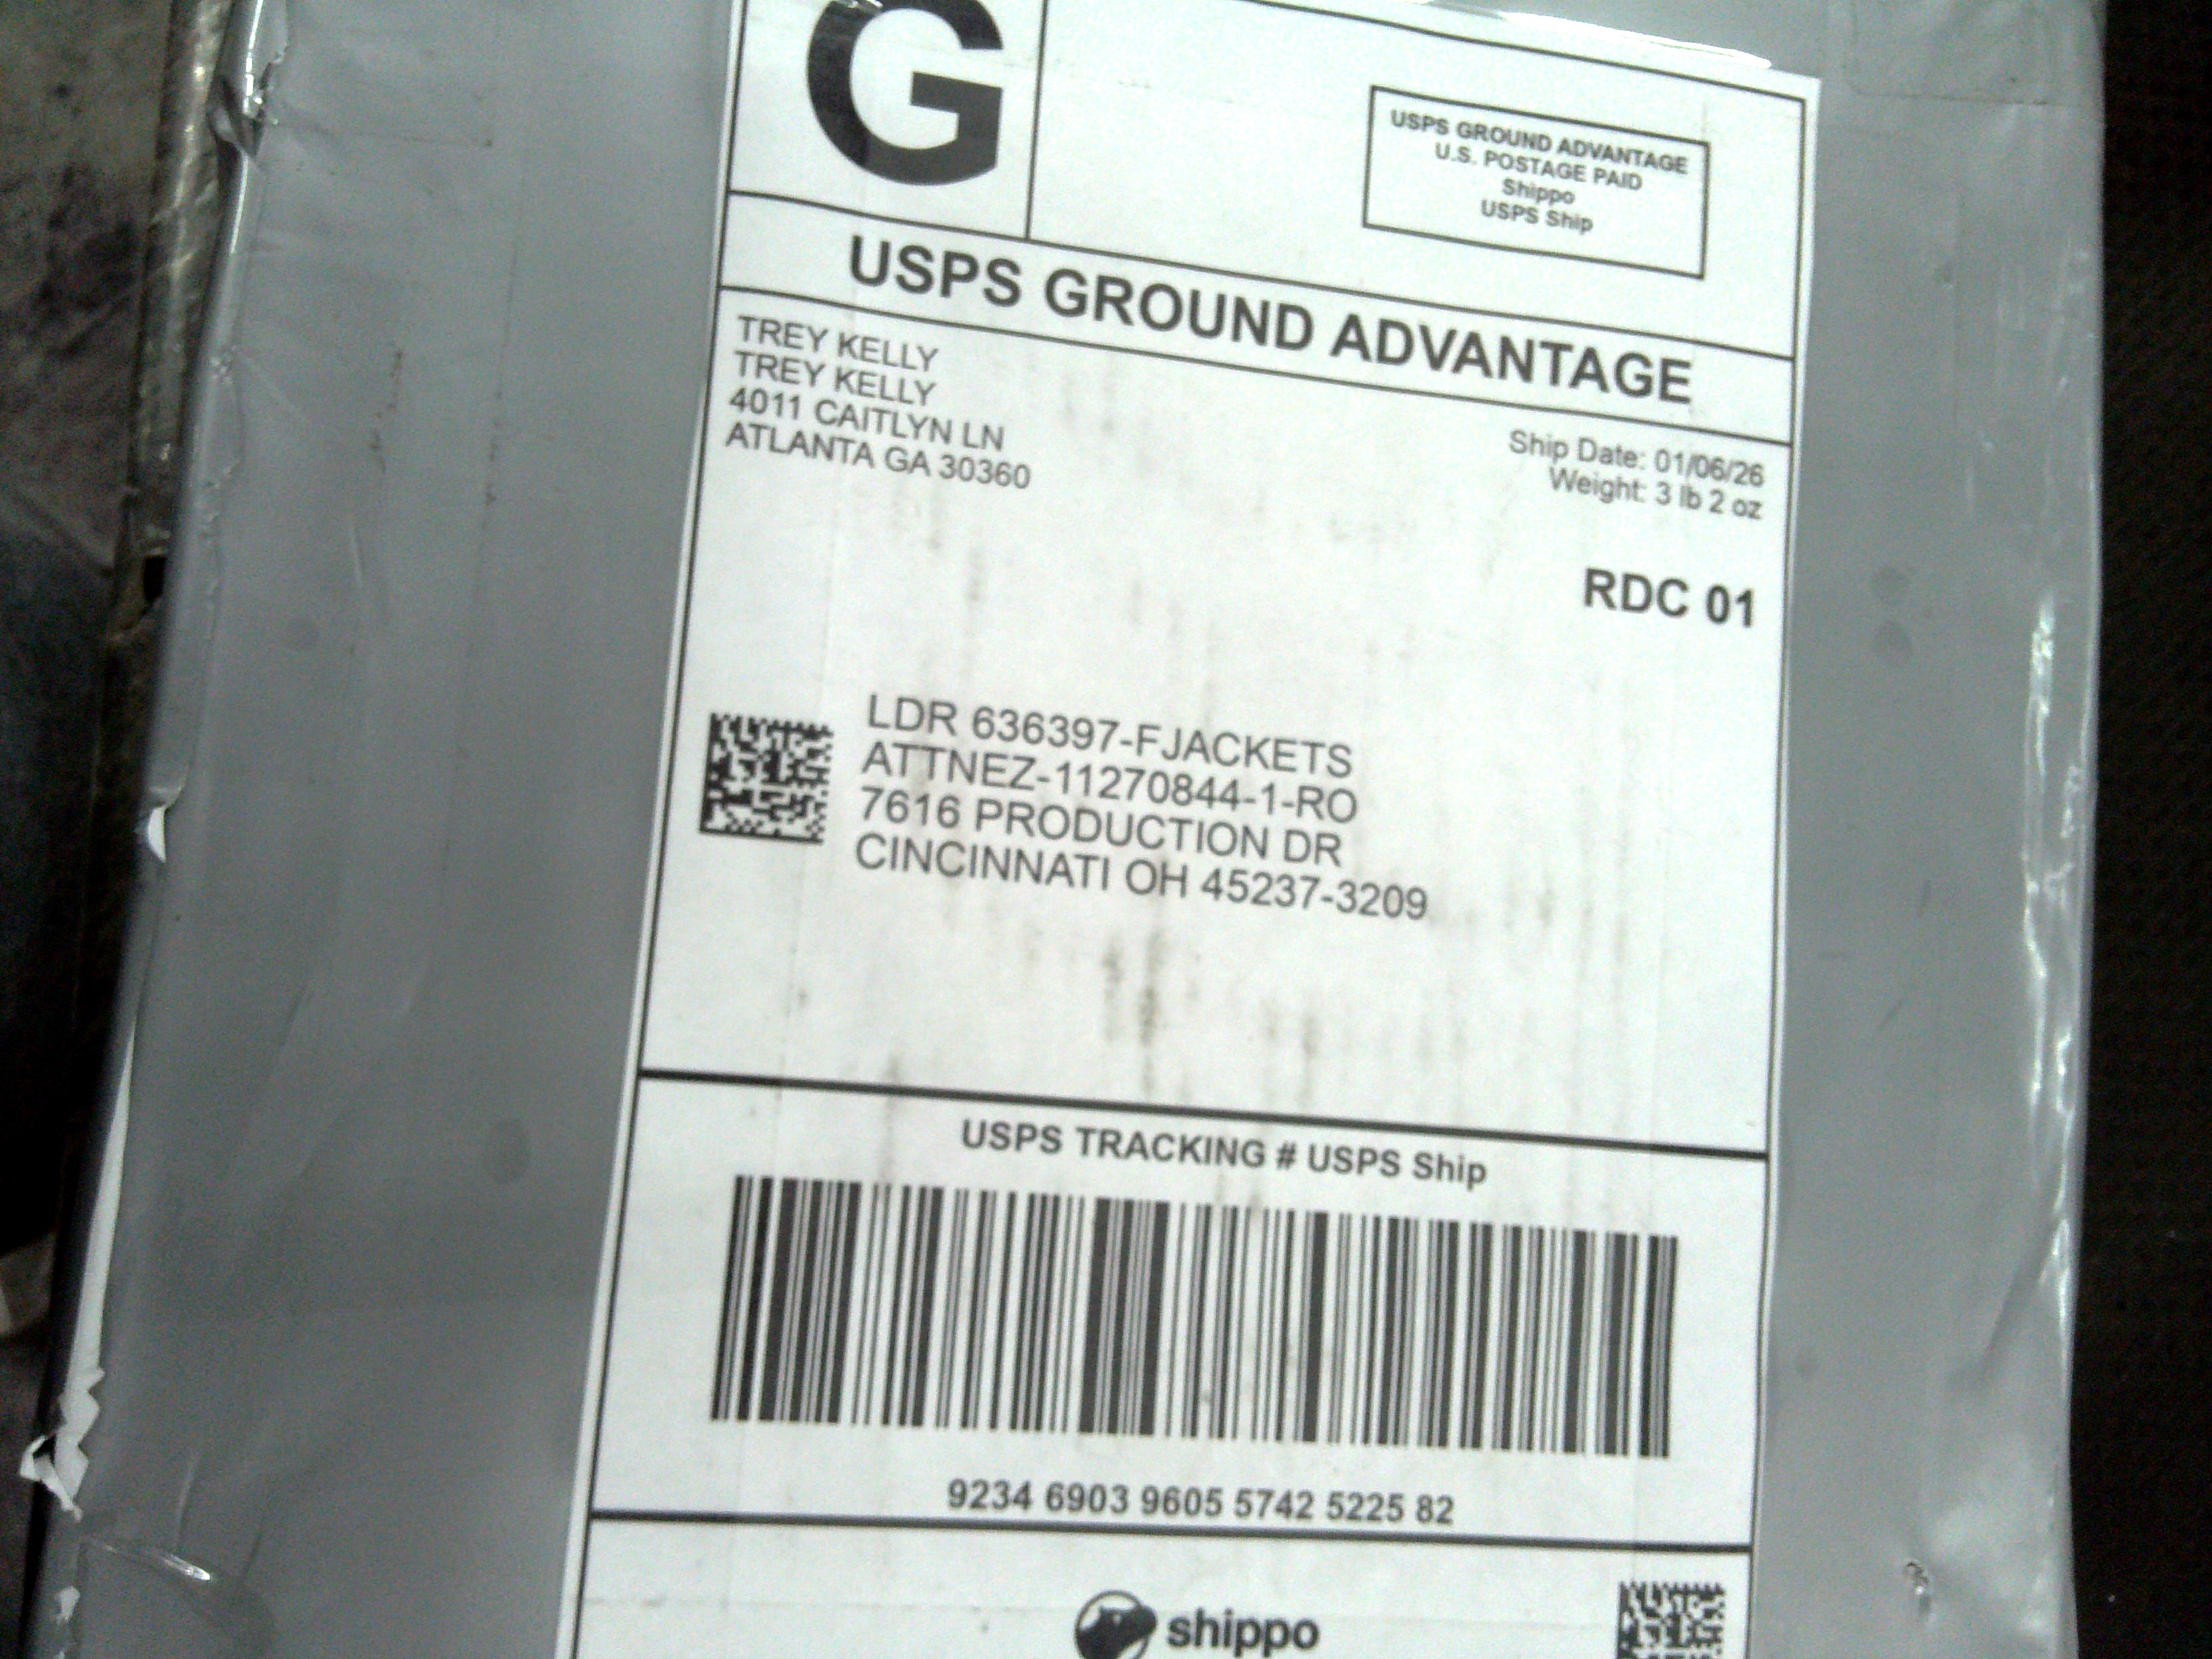 G
USPS GROUND ADVANTAGE
U.S. POSTAGE PAID
Shippo
USPS Ship
USPS GROUND ADVANTAGE
TREY KELLY
TREY KELLY
4011 CAITLYN LN
ATLANTA GA 30360
Ship Date: 01/06/26
Weight: 3 lb 2 oz
RDC 01
LDR 636397-FJACKETS
ATTNEZ-11270844-1-RO
7616 PRODUCTION DR
CINCINNATI OH 45237-3209
USPS TRACKING # USPS Ship
9234 6903 9605 5742 5225 82
shippo